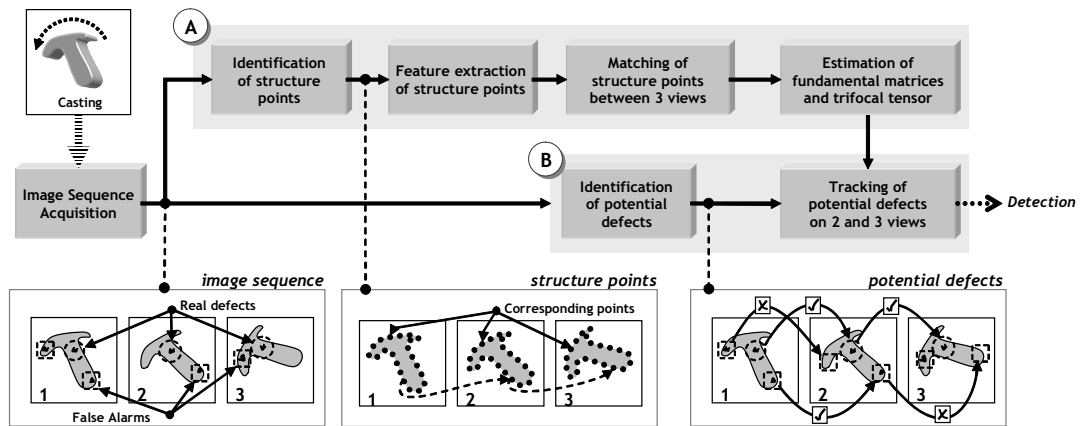 A
Identification
of structure
points
Feature extraction
of structure points
Matching of
structure points
between 3 views
Estimation of
fundamental matrices
and trifocal tensor
Casting
B
Image Sequence
Acquisition
Identification
of potential
defects
Tracking of
potential defects
on 2 and 3 views
Detection
image sequence
Real defects
1
2
3
False Alarms
structure points
Corresponding points
1
2
3
potential defects
1
2
3